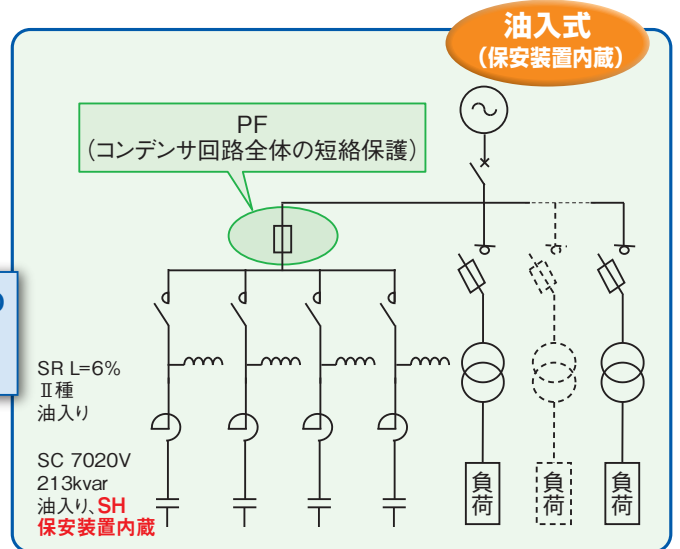 油入式
（保安装置内蔵）
PF
（コンデンサ回路全体の短絡保護）
の
SR L=6%
Ⅱ種
油入り
SC 7020V
213kvar
油入り、SH
保安装置内蔵
負荷
負荷
負荷